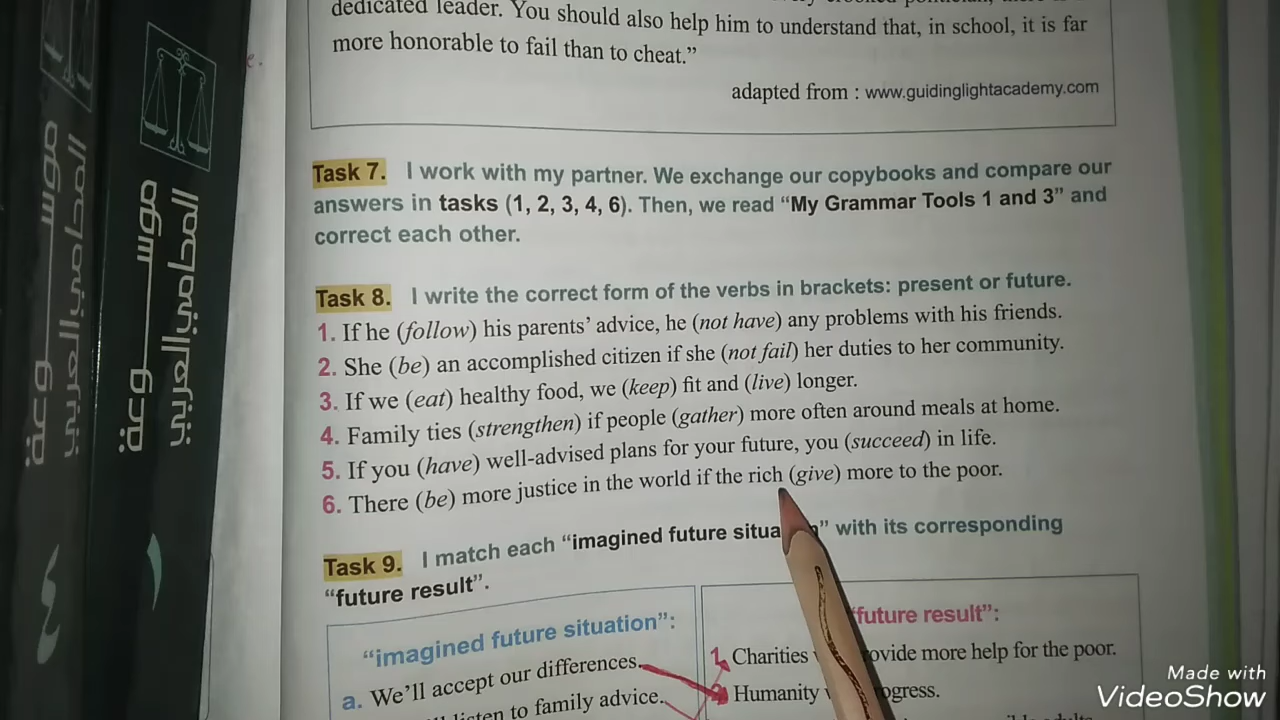 dedicated leader. You should also help him to understand that, in school, it is far
more honorable to fail than to cheat.”
adapted from : www.guidinglightacademy.com
Task 7. I work with my partner. We exchange our copybooks and compare our
answers in tasks (1, 2, 3, 4, 6). Then, we read “My Grammar Tools 1 and 3” and
correct each other.
Task 8. I write the correct form of the verbs in brackets: present or future.
1. If he (follow) his parents’ advice, he (not have) any problems with his friends.
2. She (be) an accomplished citizen if she (not fail) her duties to her community.
3. If we (eat) healthy food, we (keep) fit and (live) longer.
4. Family ties (strengthen) if people (gather) more often around meals at home.
5. If you (have) well-advised plans for your future, you (succeed) in life.
6. There (be) more justice in the world if the rich (give) more to the poor.
Task 9. I match each “imagined future situa” with its corresponding
“future result”.
“imagined future situation”:
a. We’ll accept our differences.
listen to family advice.
“future result”:
1. Charities ovide more help for the poor.
Humanity ogress.
موسوعة
Made with
VideoShow